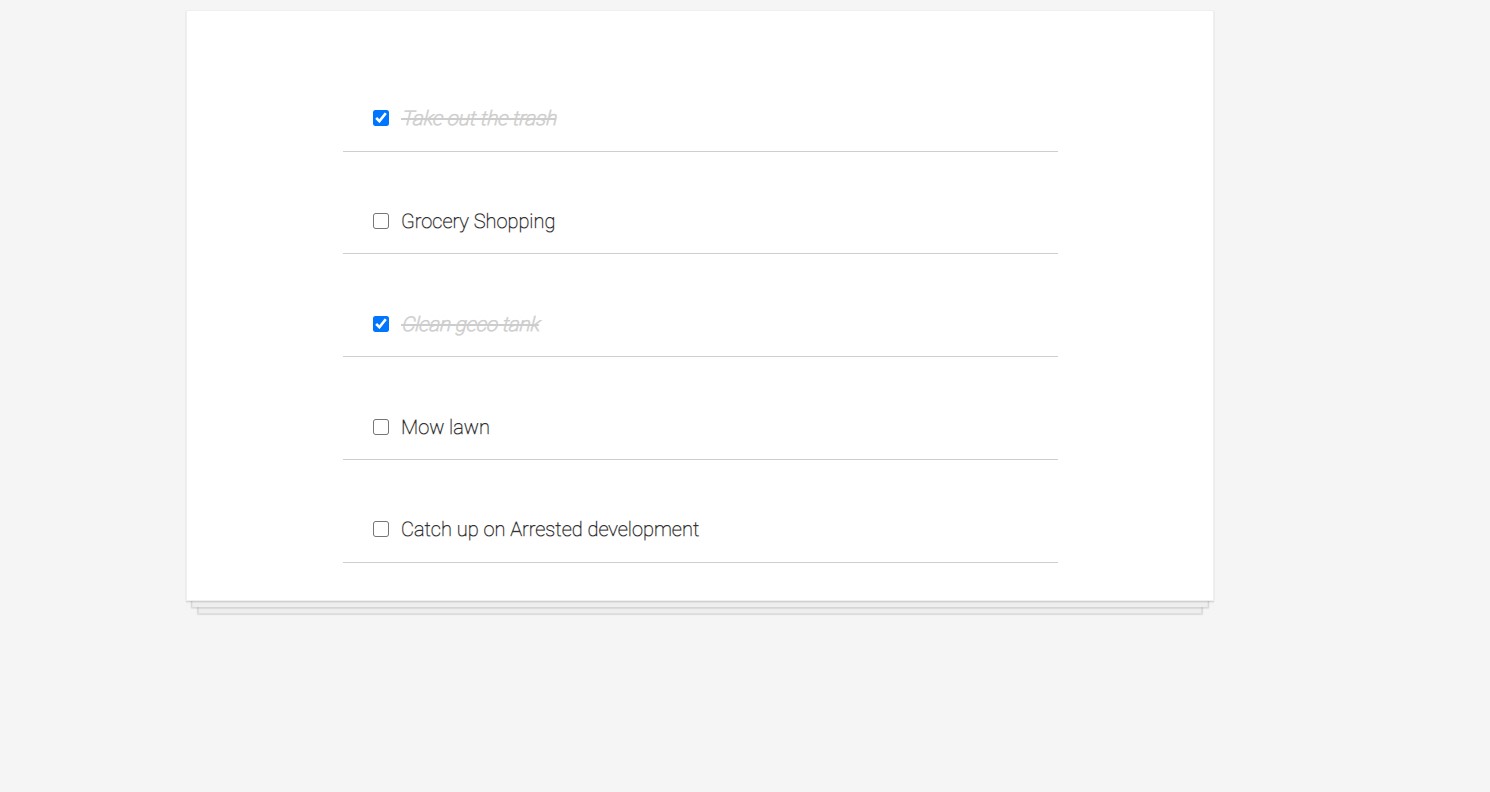 Take out the trash
Grocery Shopping
Clean geco tank
Mow lawn
Catch up on Arrested development